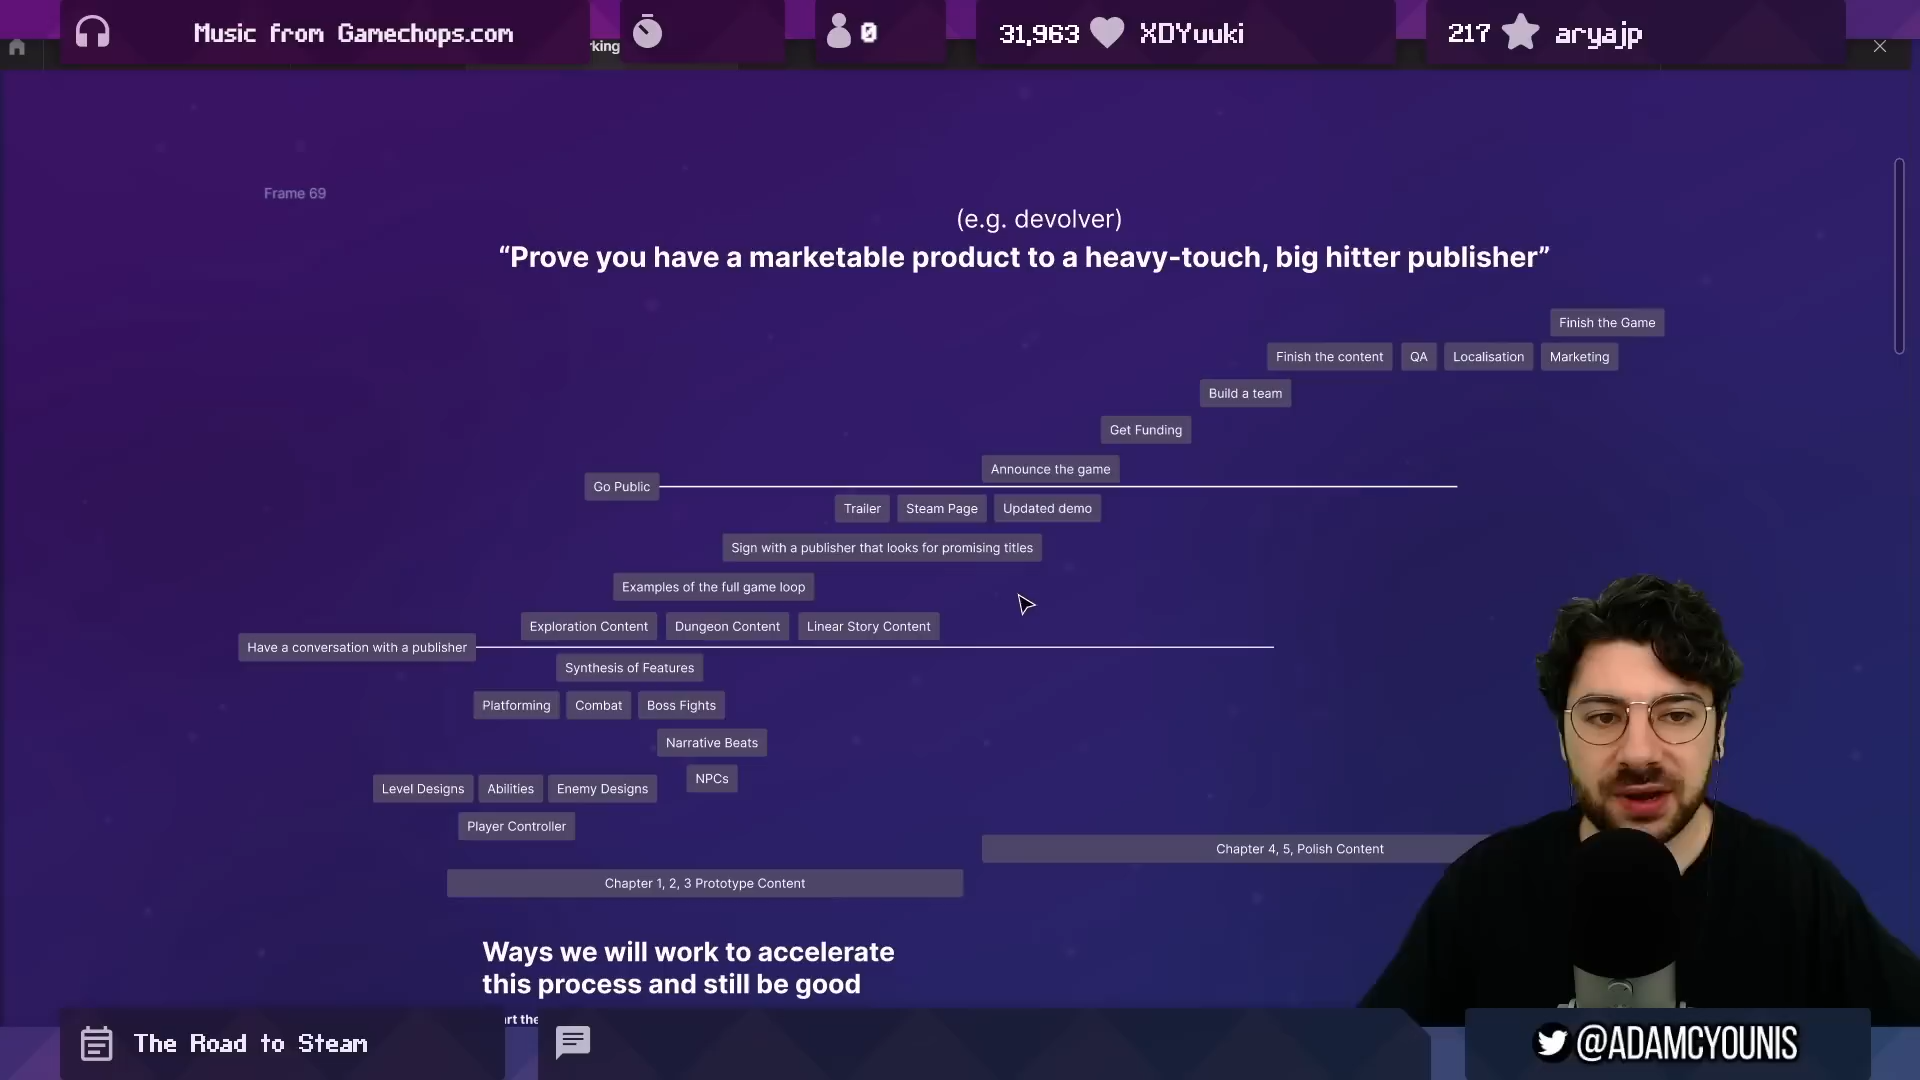 Music from Gamechops.com
0
31,963 XDYuuki
217 aryajp
rking
Frame 69
(e.g. devolver)
“Prove you have a marketable product to a heavy-touch, big hitter publisher”
Finish the Game
Finish the content QA Localisation Marketing
Build a team
Get Funding
Announce the game
Go Public
Trailer Steam Page Updated demo
Sign with a publisher that looks for promising titles
Examples of the full game loop
Exploration Content Dungeon Content Linear Story Content
Have a conversation with a publisher
Synthesis of Features
Platforming Combat Boss Fights
Narrative Beats
NPCs
Level Designs Abilities Enemy Designs
Player Controller
Chapter 4, 5, Polish Content
Chapter 1, 2, 3 Prototype Content
Ways we will work to accelerate
this process and still be good
rt the
The Road to Steam
@ADAMCYOUNIS